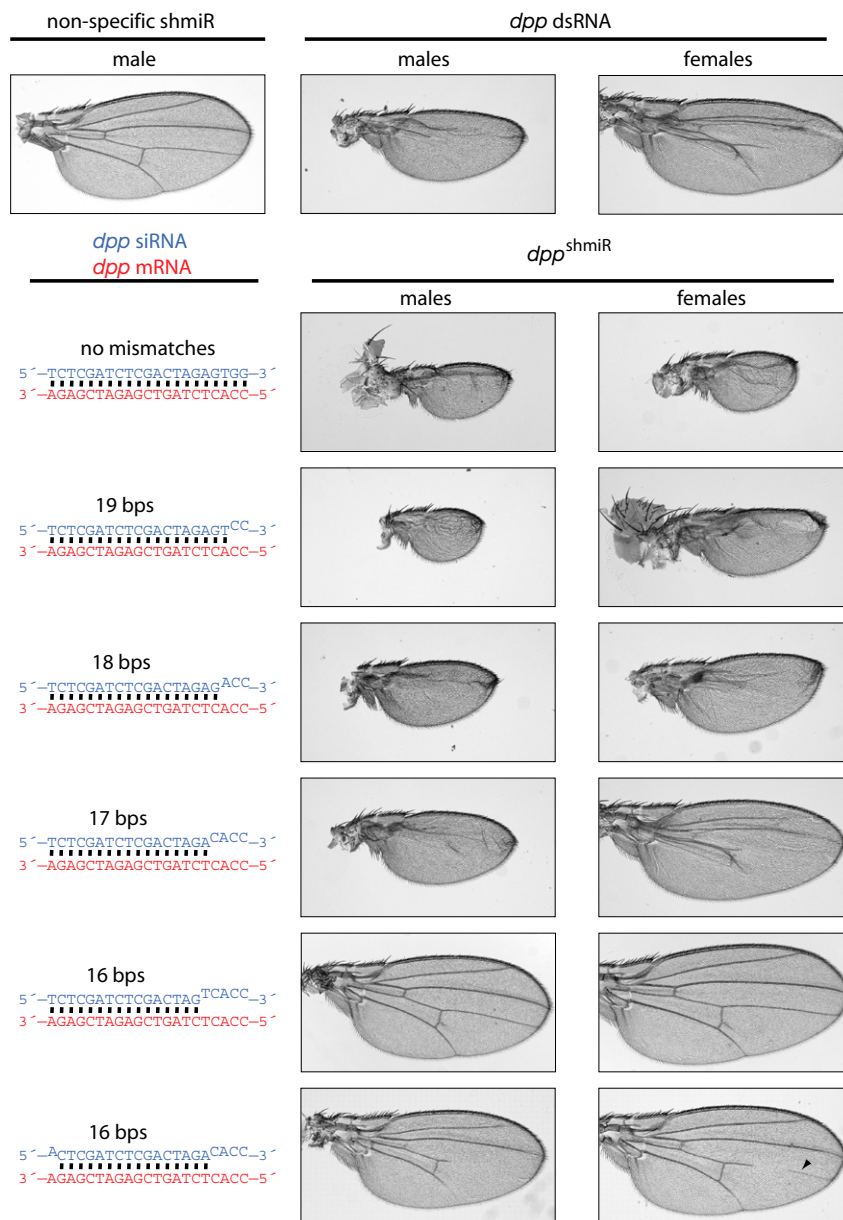 non-specific shmiR
dpp dsRNA
male
males
females
dpp siRNA
dpp mRNA
dpp shmiR
males
females
no mismatches
5´—TCTCGATCTCGACTAGAGTGG—3´
3´—AGAGCTAGAGCTGATCTCACC—5´
19 bps
5´—TCTCGATCTCGACTAGAGTCC—3´
3´—AGAGCTAGAGCTGATCTCACC—5´
18 bps
5´—TCTCGATCTCGACTAGAGACC—3´
3´—AGAGCTAGAGCTGATCTCACC—5´
17 bps
5´—TCTCGATCTCGACTAGACACC—3´
3´—AGAGCTAGAGCTGATCTCACC—5´
16 bps
5´—TCTCGATCTCGACTAGTCACC—3´
3´—AGAGCTAGAGCTGATCTCACC—5´
16 bps
5´—ACTCGATCTCGACTAGACACC—3´
3´—AGAGCTAGAGCTGATCTCACC—5´